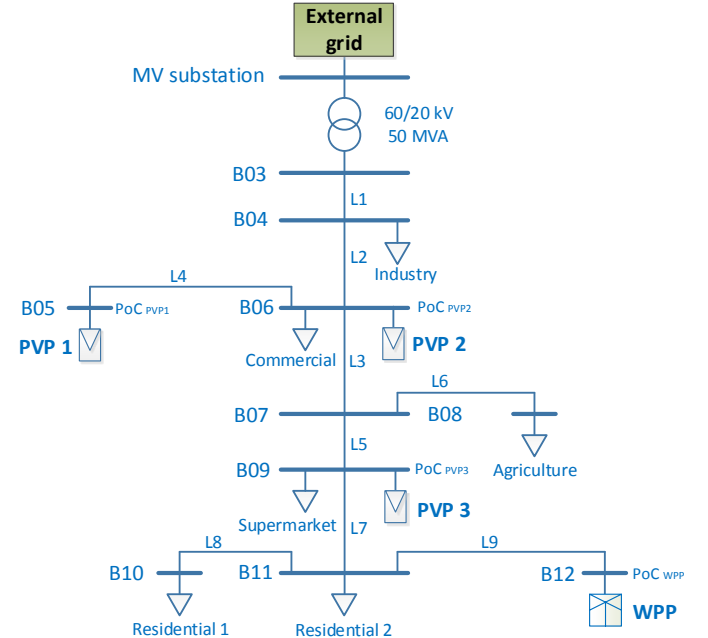 External
grid
MV substation
60/20 kV
50 MVA
B03
L1
B04
L2
Industry
L4
B05
PoC PVP1
B06
PoC PVP2
PVP 1
Commercial
L3
PVP 2
L6
B07
B08
L5
B09
PoC PVP3
Agriculture
Supermarket
L7
PVP 3
L8
L9
B10
B11
B12
PoC WPP
WPP
Residential 1
Residential 2